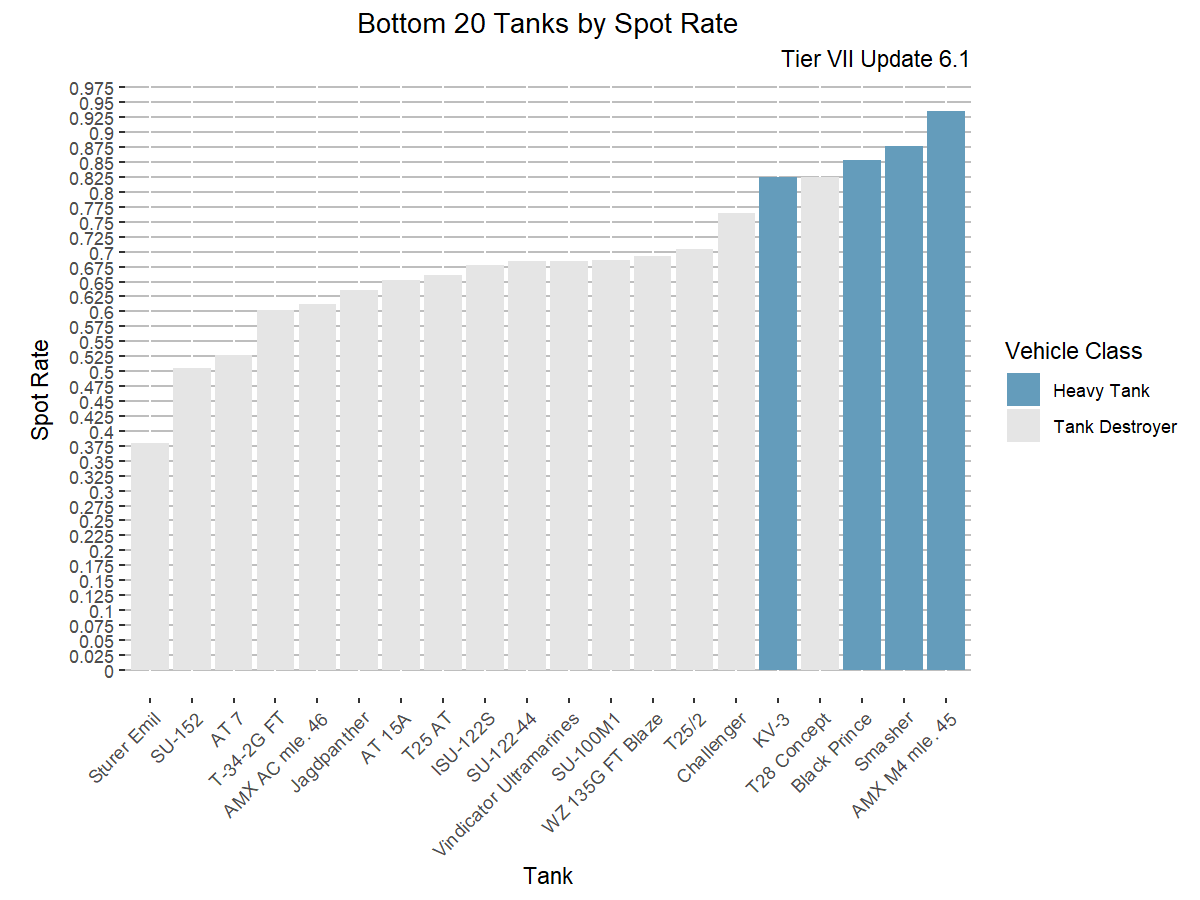 Bottom 20 Tanks by Spot Rate
Tier VII Update 6.1
0.975
0.95
0.925
0.9
0.875
0.85
0.825
0.8
0.775
0.75
0.725
0.7
0.675
0.65
0.625
0.6
0.575
0.55
0.525
0.5
0.475
0.45
0.425
0.4
0.375
0.35
0.325
0.3
0.275
0.25
0.225
0.2
0.175
0.15
0.125
0.1
0.075
0.05
0.025
0
Spot Rate
Sturer Emil
SU-152
AT 7
T-34-2G FT
AMX AC mle. 46
Jagdpanther
AT 15A
T25 AT
ISU-122S
SU-122-44
Vindicator Ultramarines
SU-100M1
WZ 135G FT Blaze
T25/2
Challenger
KV-3
T28 Concept
Black Prince
Smasher
AMX M4 mle. 45
Tank
Vehicle Class
Heavy Tank
Tank Destroyer